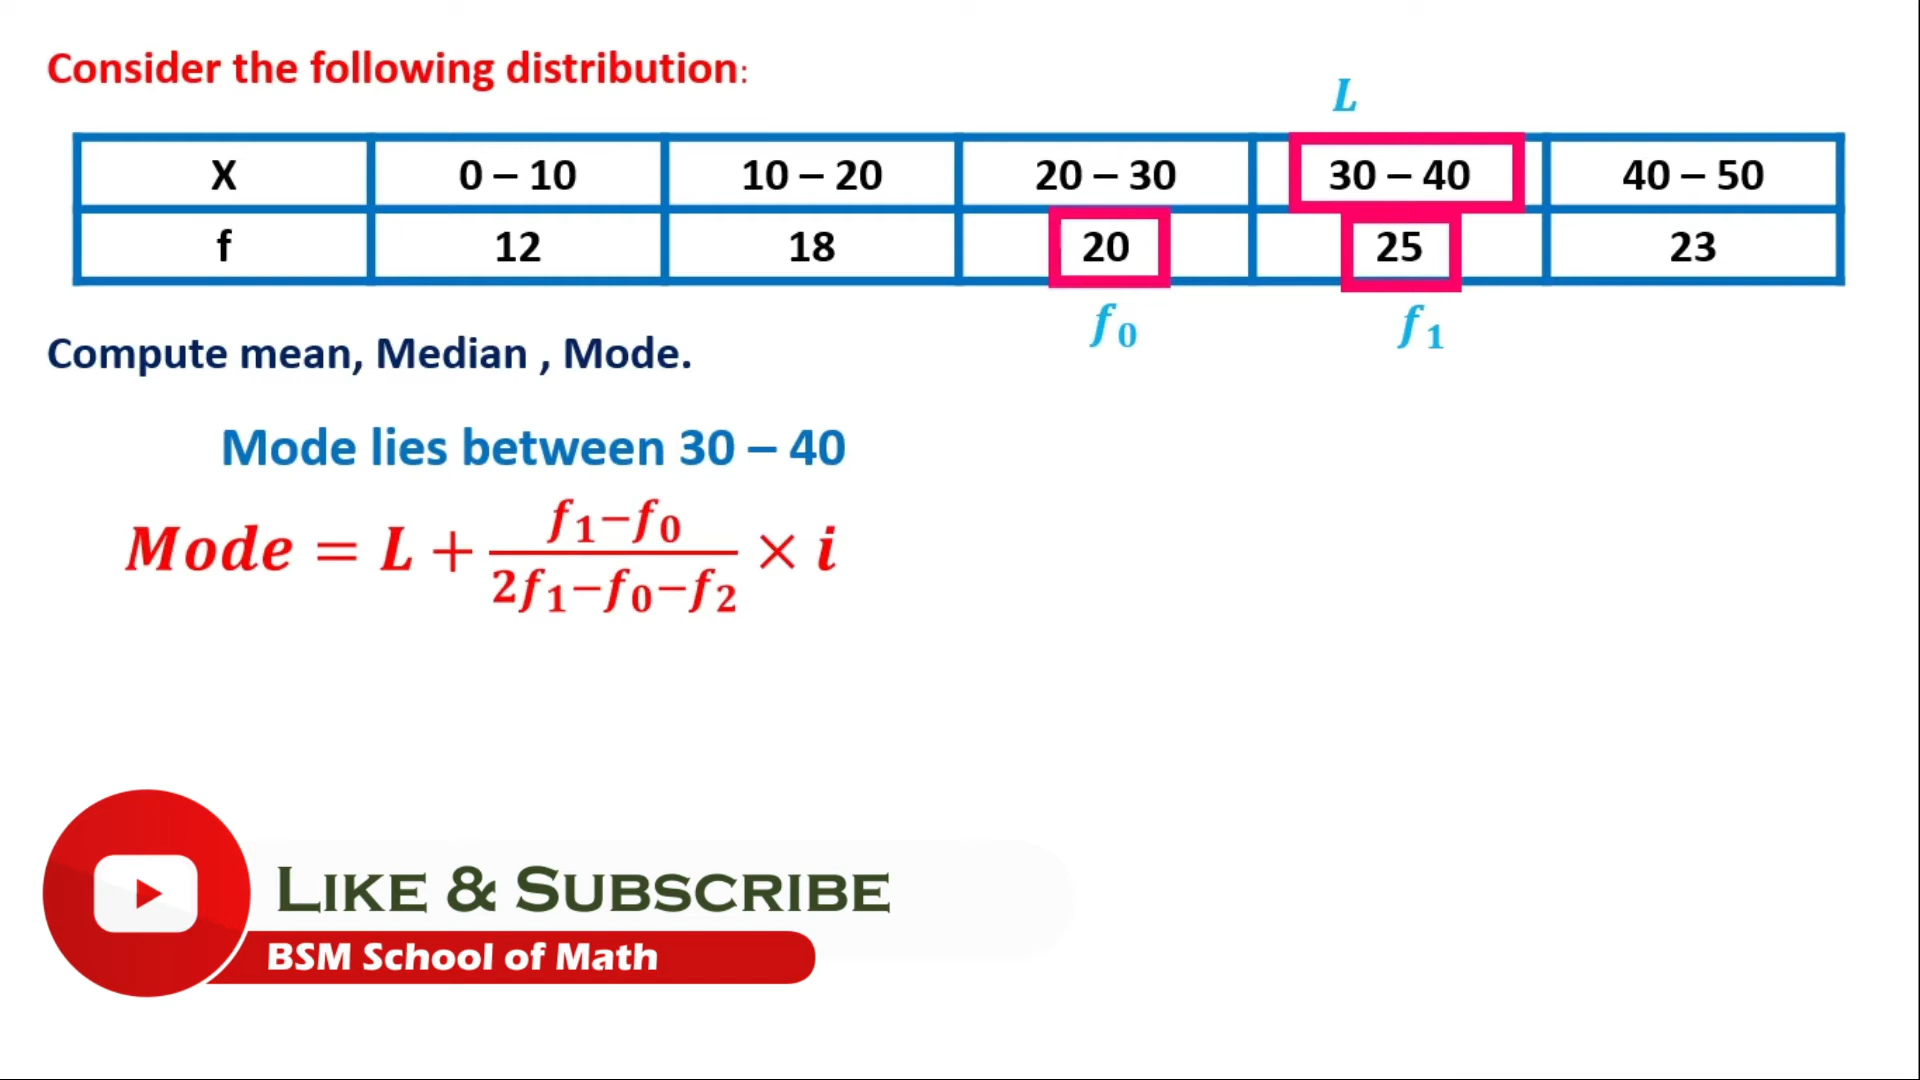 Consider the following distribution:
L
X 0 – 10 10 – 20 20 – 30 30 – 40 40 – 50
f 12 18 20 25 23
f₀ f₁
Compute mean, Median , Mode.
Mode lies between 30 – 40
Mode = L + (f₁−f₀)/(2f₁−f₀−f₂) × i
LIKE & SUBSCRIBE
BSM School of Math